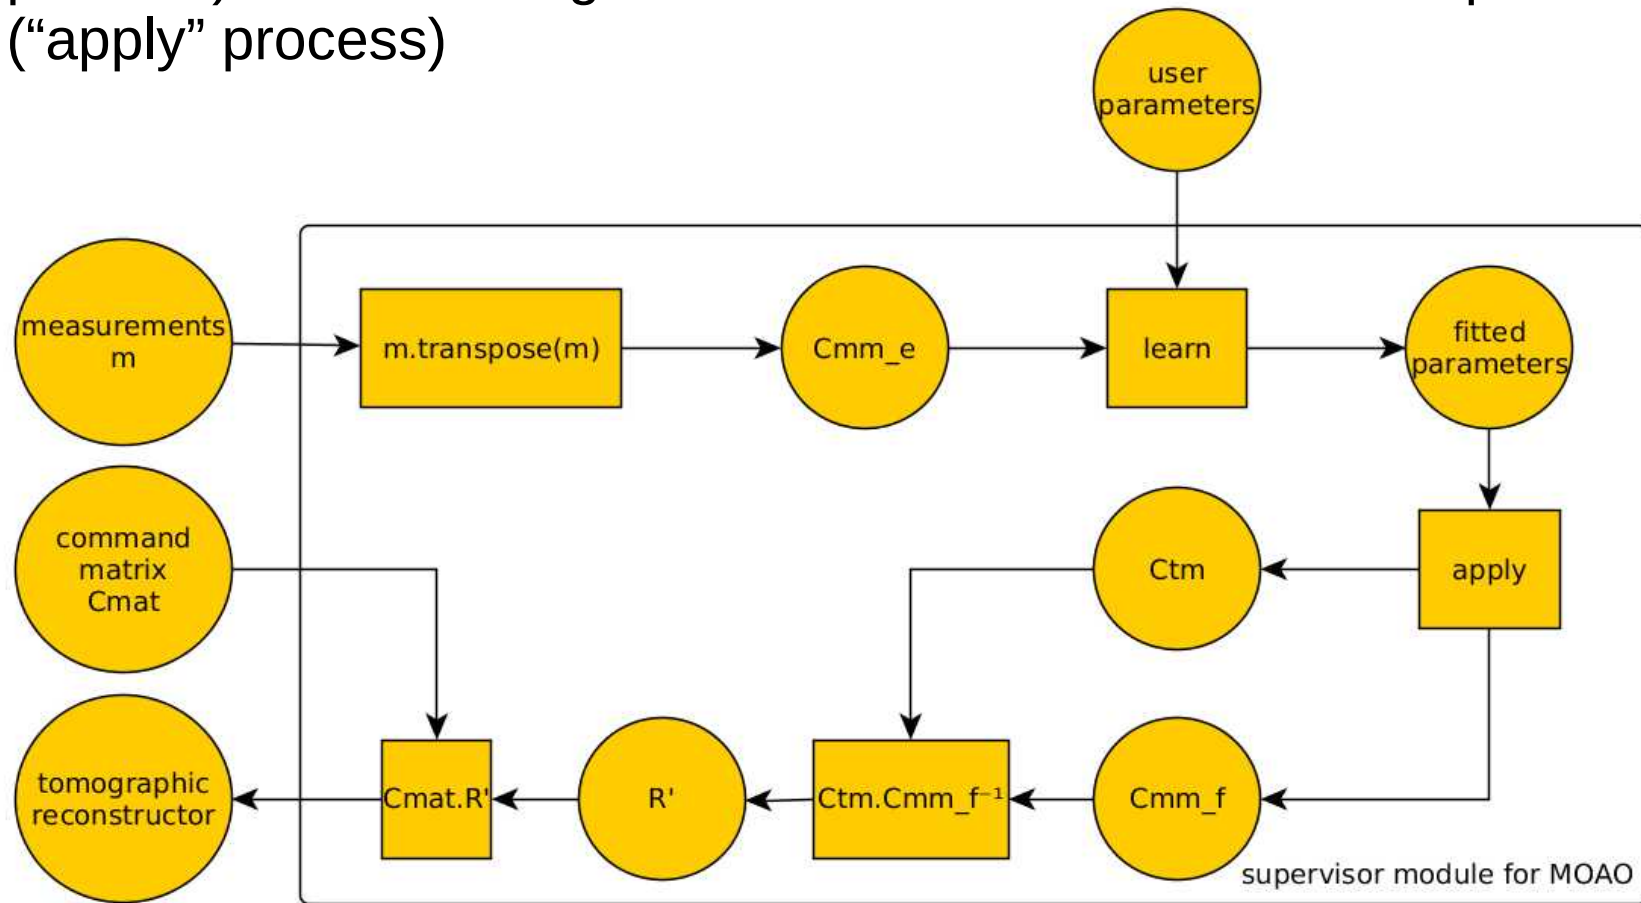 (“apply” process)
user
parameters
measurements
m
m.transpose(m)
Cmm_e
learn
fitted
parameters
command
matrix
Cmat
Ctm
apply
tomographic
reconstructor
Cmat.R'
R'
Ctm.Cmm_f⁻¹
Cmm_f
supervisor module for MOAO